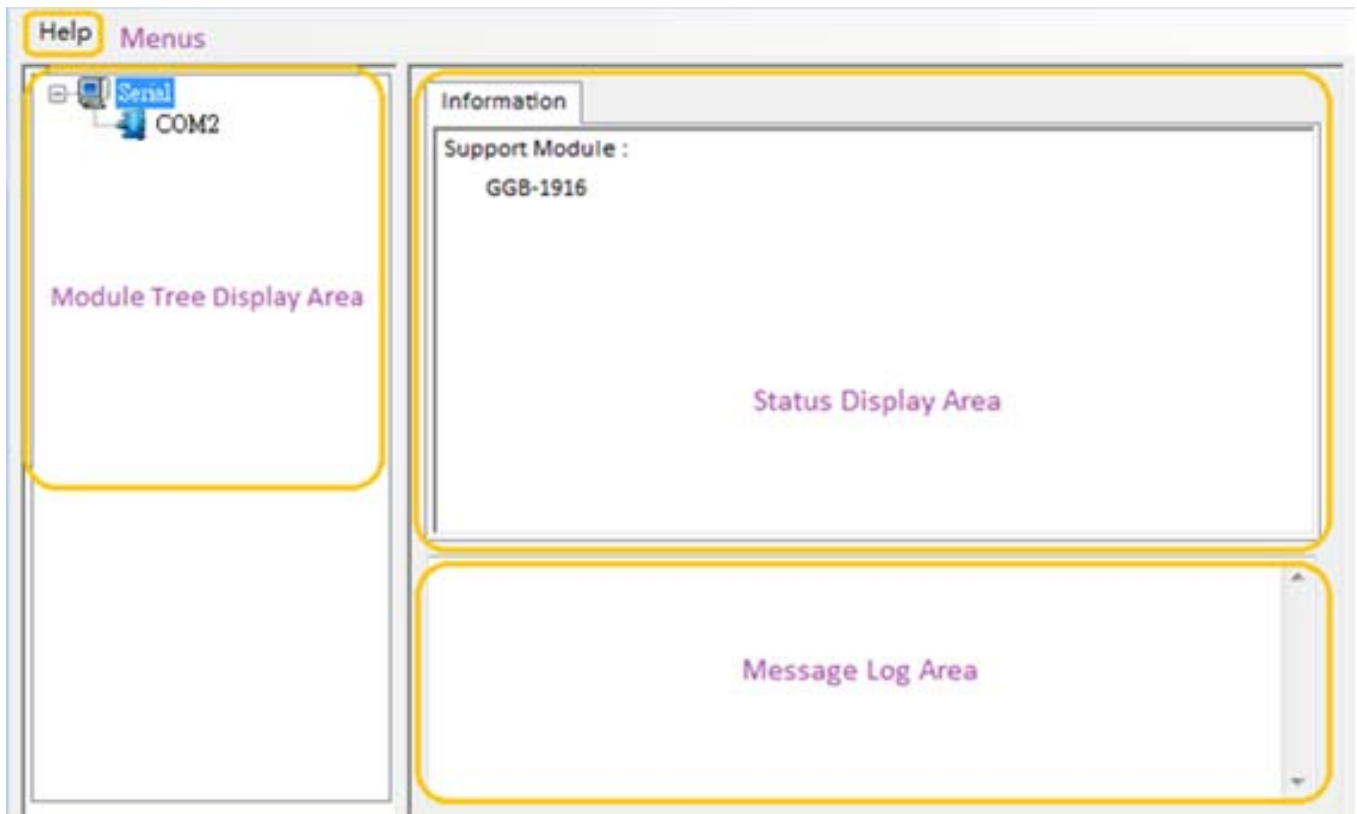 Help
Menus
Serial
COM2
Module Tree Display Area
Information
Support Module :
GGB-1916
Status Display Area
Message Log Area